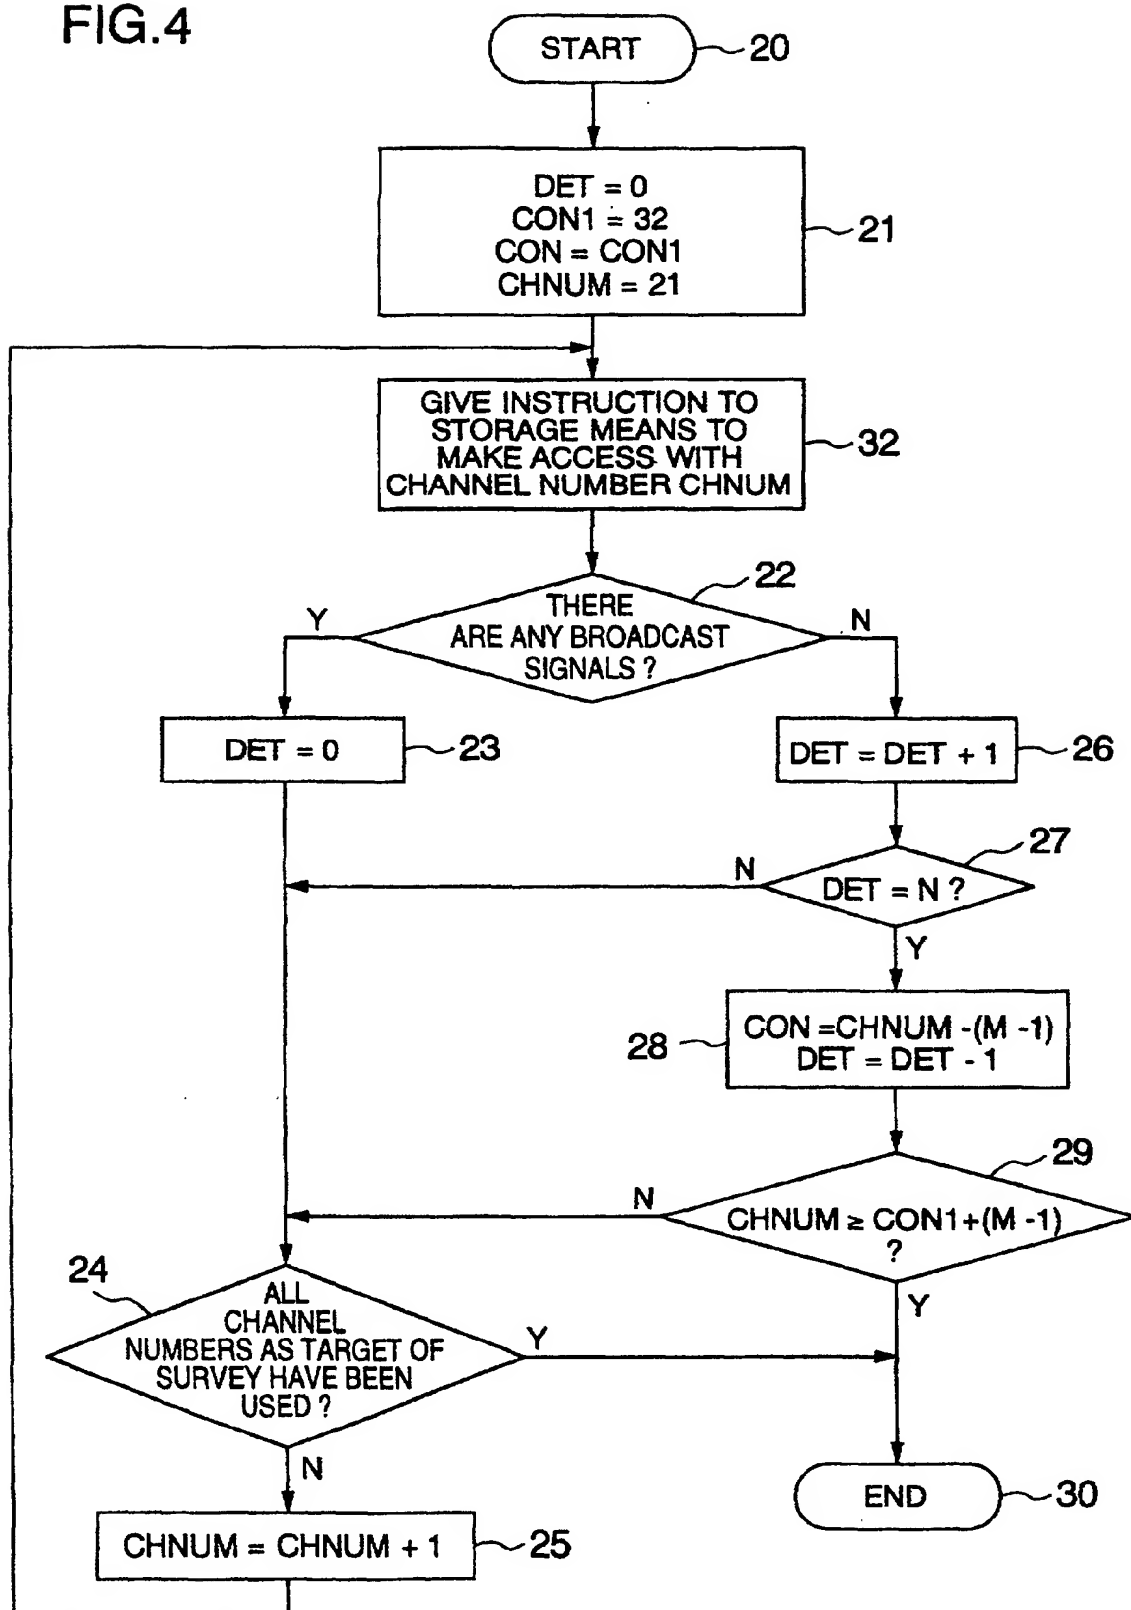 FIG.4
START
20
DET = 0
CON1 = 32
CON = CON1
CHNUM = 21
21
GIVE INSTRUCTION TO
STORAGE MEANS TO
MAKE ACCESS WITH
CHANNEL NUMBER CHNUM
32
22
THERE
ARE ANY BROADCAST
SIGNALS ?
Y
N
DET = 0
23
DET = DET + 1
26
27
DET = N ?
N
Y
CON =CHNUM -(M -1)
DET = DET - 1
28
29
CHNUM ≥ CON1+(M -1)
?
N
Y
24
ALL
CHANNEL
NUMBERS AS TARGET OF
SURVEY HAVE BEEN
USED ?
Y
N
END
30
CHNUM = CHNUM + 1
25